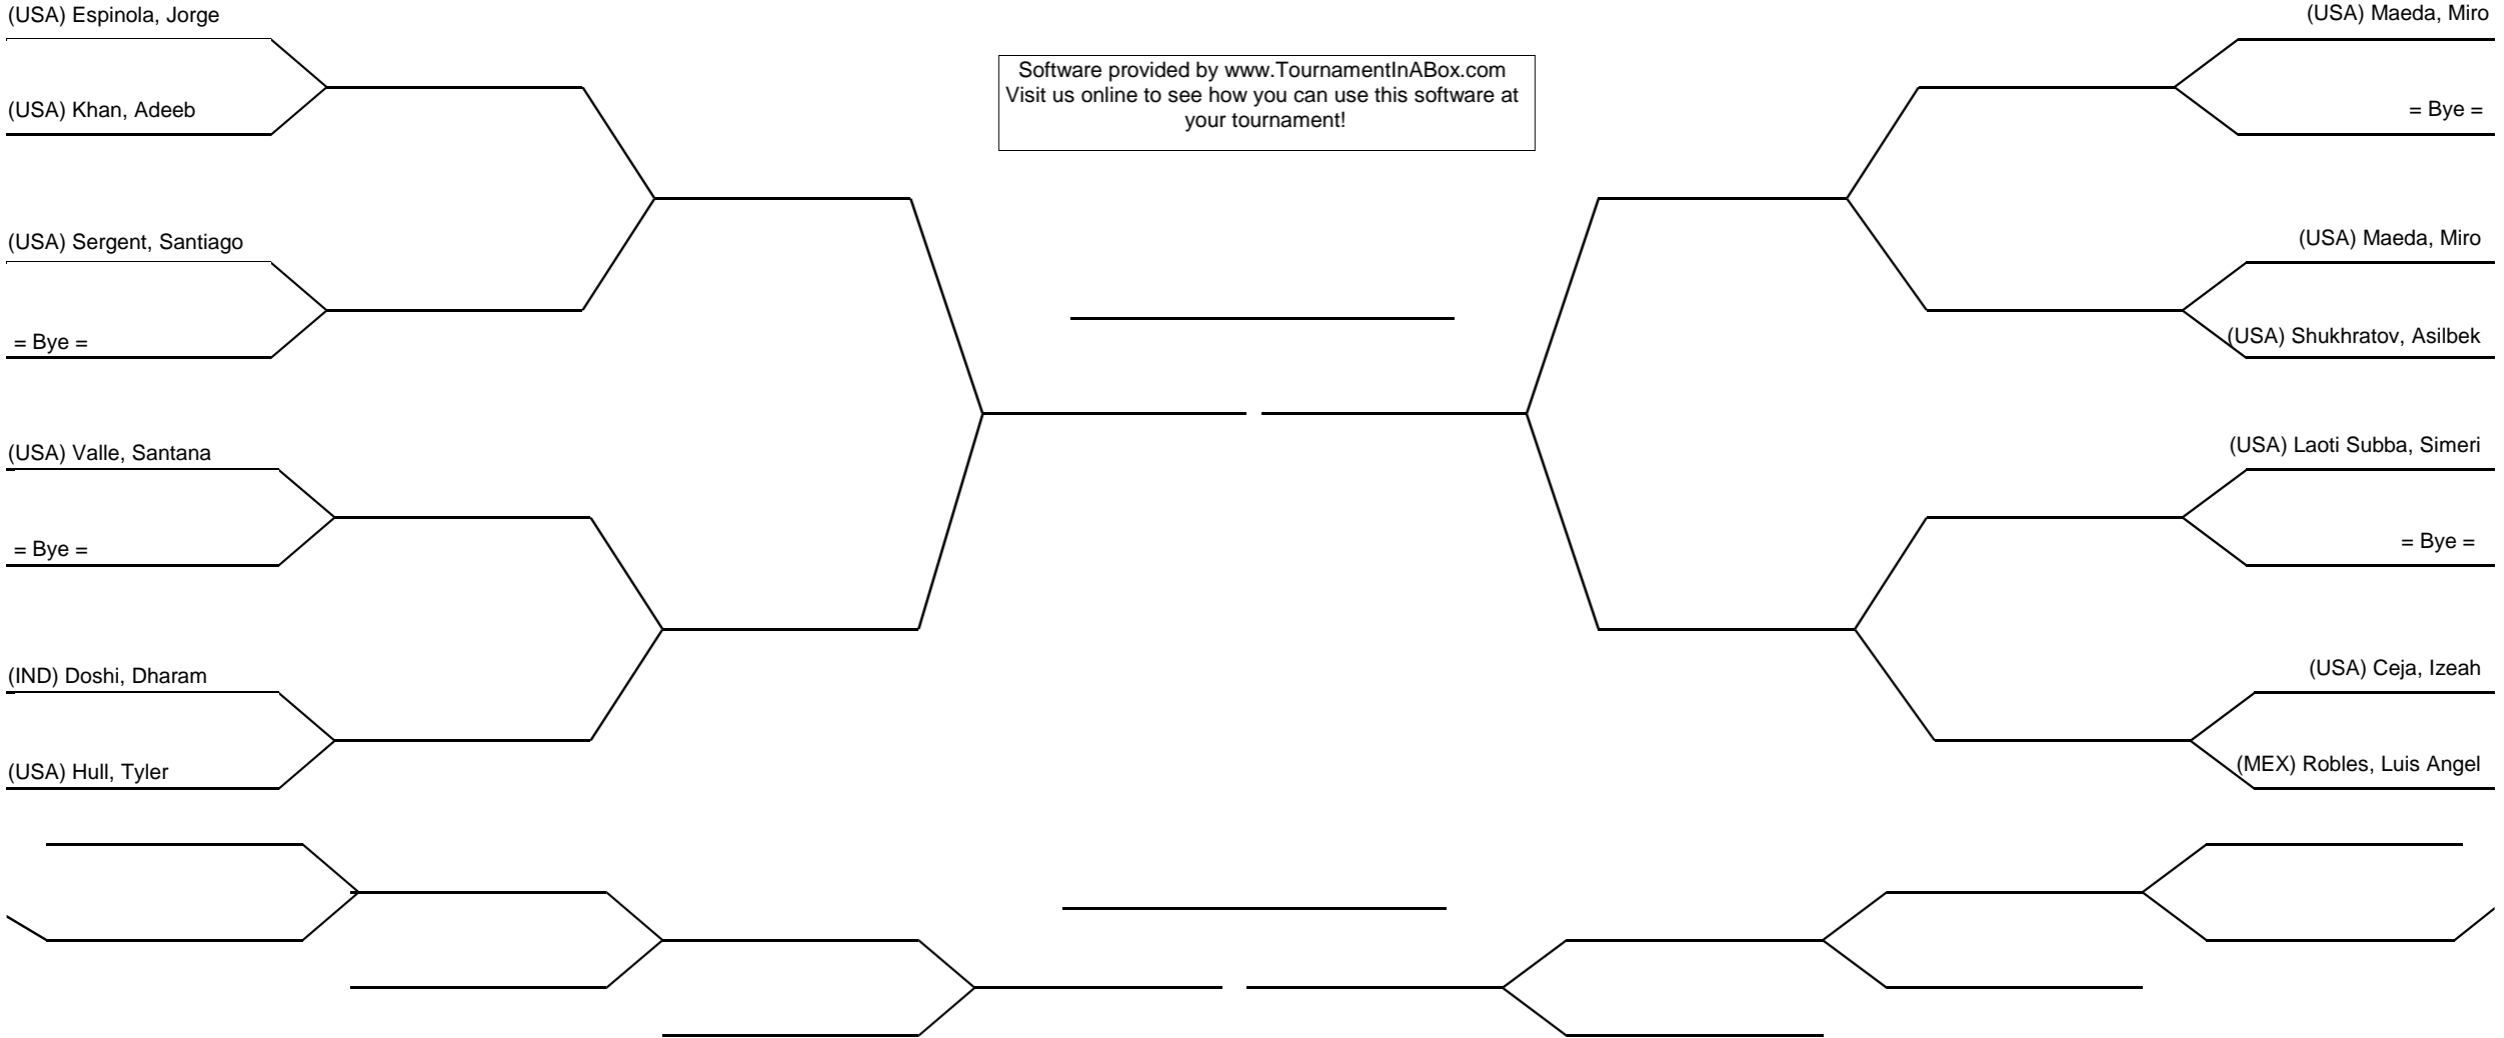 (USA) Espinola, Jorge
(USA) Khan, Adeeb
(USA) Sergent, Santiago
= Bye =
(USA) Valle, Santana
= Bye =
(IND) Doshi, Dharam
(USA) Hull, Tyler
Software provided by www.TournamentInABox.com
Visit us online to see how you can use this software at
your tournament!
(USA) Maeda, Miro
= Bye =
(USA) Maeda, Miro
(USA) Shukhratov, Asilbek
(USA) Laoti Subba, Simeri
= Bye =
(USA) Ceja, Izeah
(MEX) Robles, Luis Angel